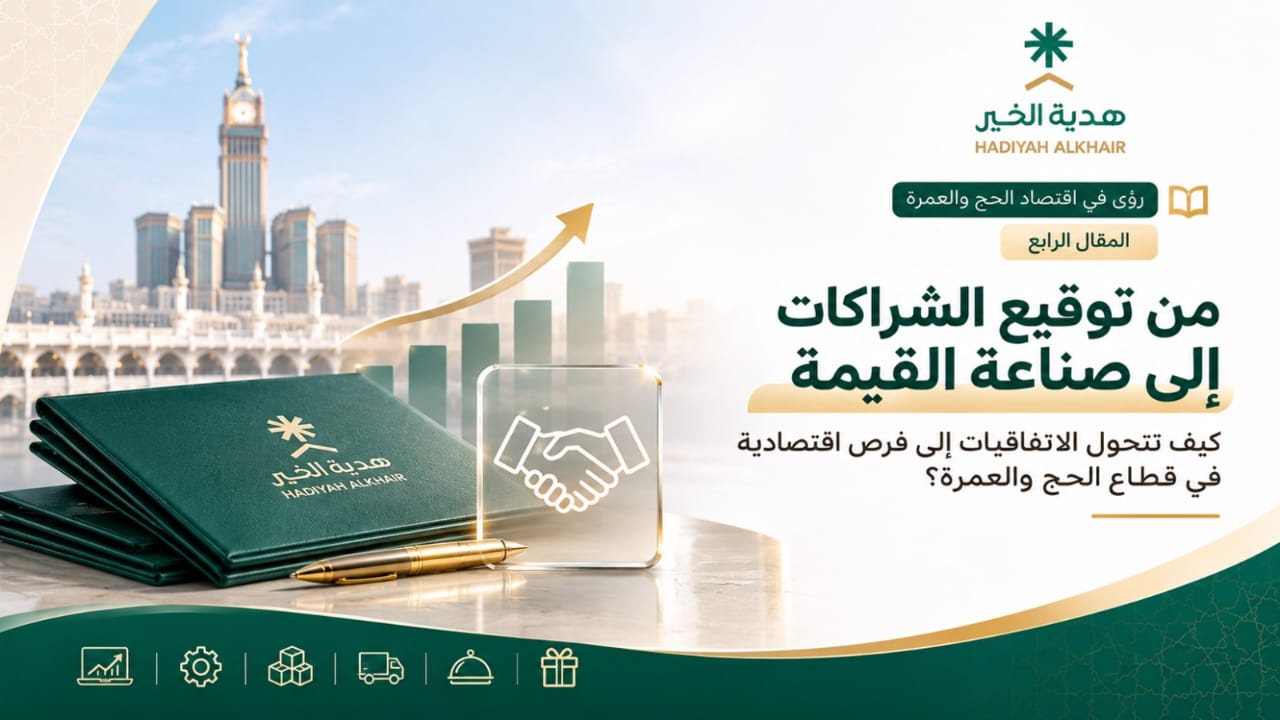 هدية الخير
HADIYAH ALKHAIR
رؤى في اقتصاد الحج والعمرة
المقال الرابع
من توقيع الشراكات
إلى صناعة القيمة
كيف تتحول الاتفاقيات إلى فرص اقتصادية
في قطاع الحج والعمرة؟
هدية الخير
HADIYAH ALKHAIR